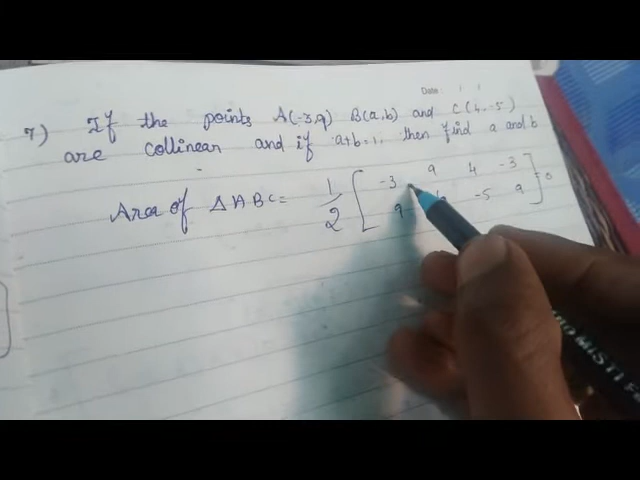 Date
7) If the points A(-3,9) B(a,b) and C(4,-5)
are collinear and if a+b=1, then find a and b
Area of ΔABC= 1/2 [ -3 a 4 -3
9 b -5 9 ]=0